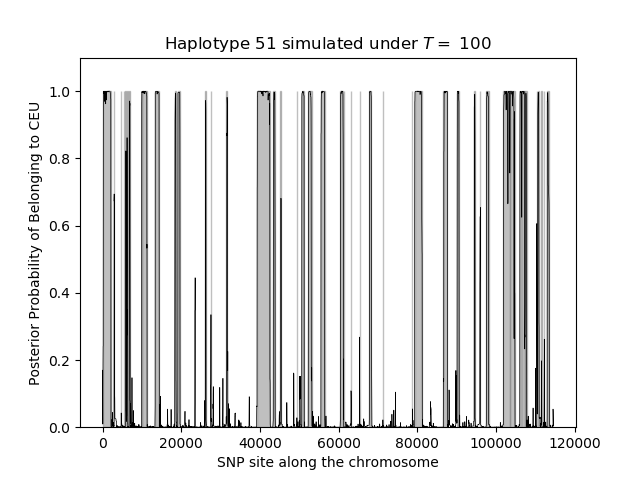 Haplotype 51 simulated under T = 100
1.0
0.8
0.6
0.4
0.2
0.0
Posterior Probability of Belonging to CEU
0 20000 40000 60000 80000 100000 120000
SNP site along the chromosome